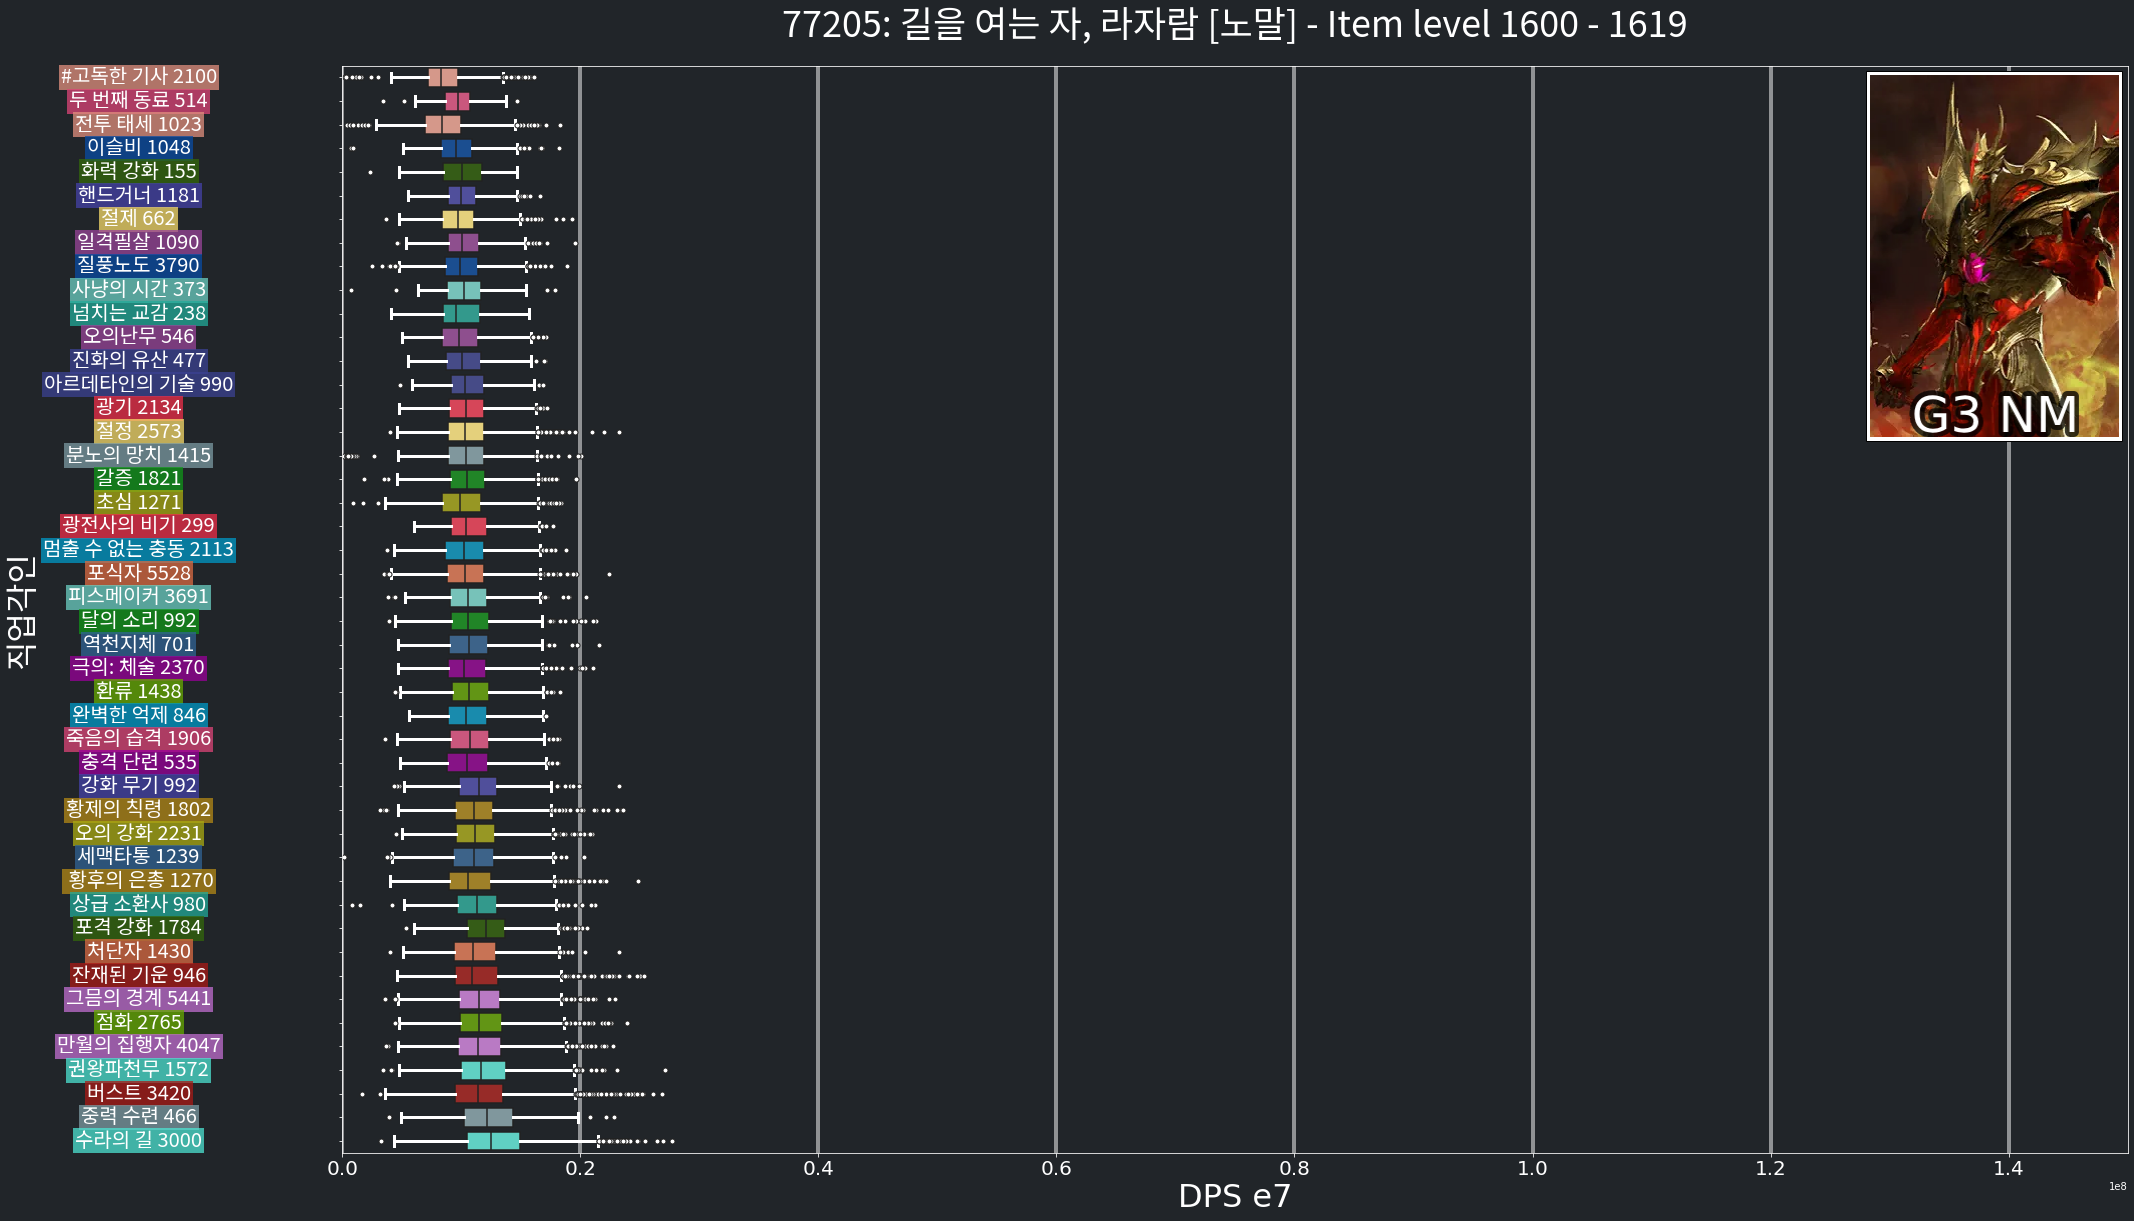 77205: 길을 여는 자, 라자람 [노말] - Item level 1600 - 1619
#고독한 기사 2100
두 번째 동료 514
전투 태세 1023
이슬비 1048
화력 강화 155
핸드거너 1181
절제 662
일격필살 1090
질풍노도 3790
사냥의 시간 373
넘치는 교감 238
오의난무 546
진화의 유산 477
아르데타인의 기술 990
광기 2134
절정 2573
분노의 망치 1415
갈증 1821
초심 1271
광전사의 비기 299
멈출 수 없는 충동 2113
포식자 5528
피스메이커 3691
달의 소리 992
역천지체 701
극의: 체술 2370
환류 1438
완벽한 억제 846
죽음의 습격 1906
충격 단련 535
강화 무기 992
황제의 칙령 1802
오의 강화 2231
세맥타통 1239
황후의 은총 1270
상급 소환사 980
포격 강화 1784
처단자 1430
잔재된 기운 946
그믐의 경계 5441
점화 2765
만월의 집행자 4047
권왕파천무 1572
버스트 3420
중력 수련 466
수라의 길 3000
직업각인
G3 NM
0.0 0.2 0.4 0.6 0.8 1.0 1.2 1.4
1e8
DPS e7